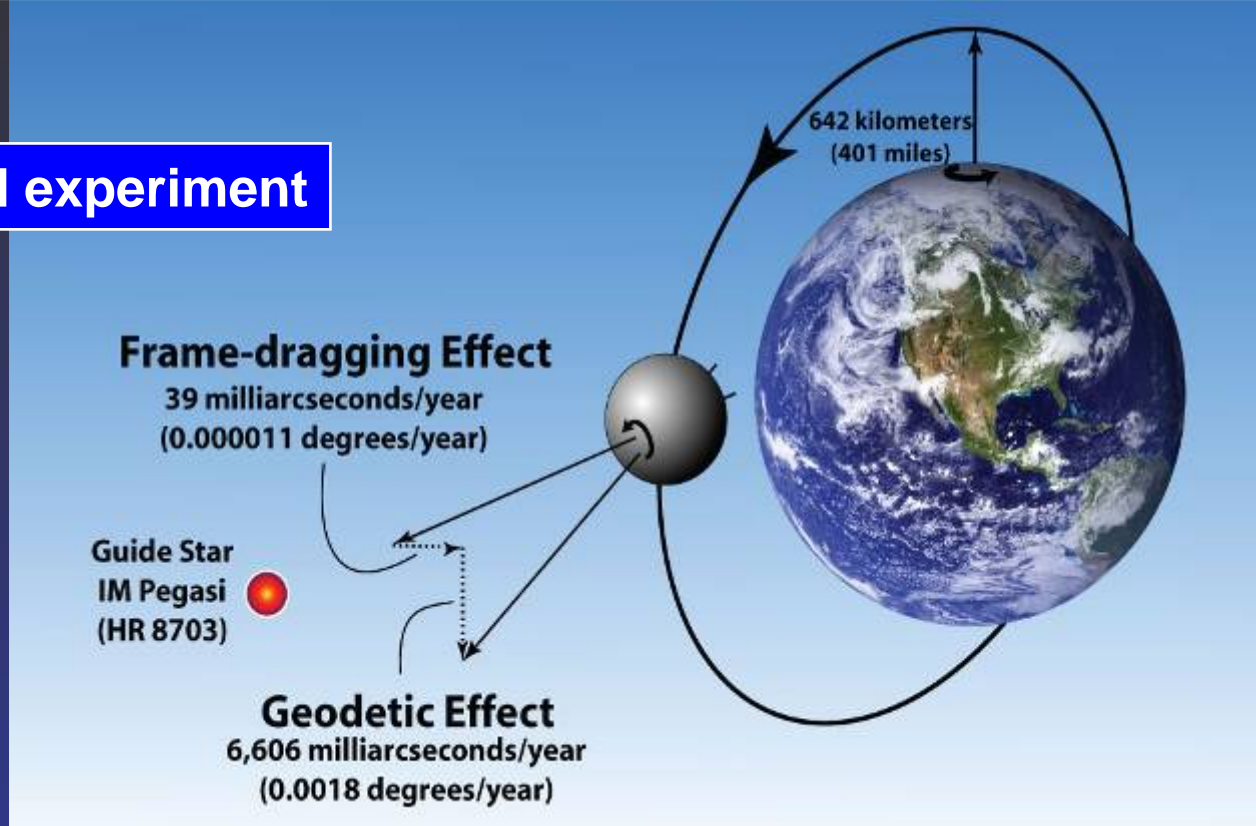 642 kilometers
(401 miles)
experiment
Frame-dragging Effect
39 milliarcseconds/year
(0.000011 degrees/year)
Guide Star
IM Pegasi
(HR 8703)
Geodetic Effect
6,606 milliarcseconds/year
(0.0018 degrees/year)